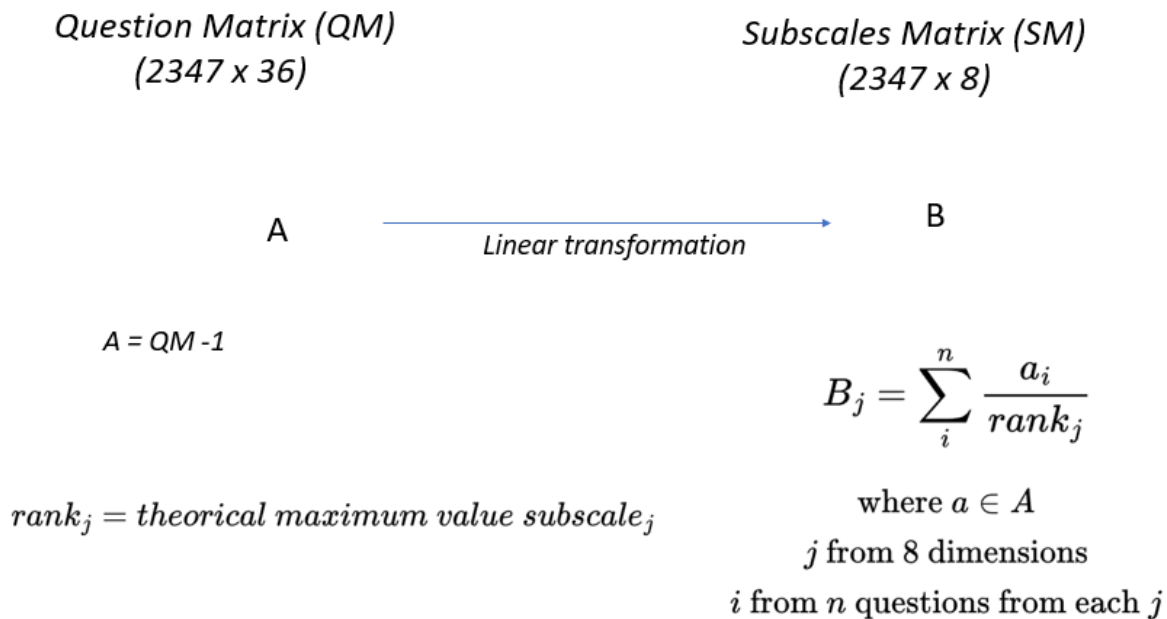 Question Matrix (QM)
(2347 x 36)
Subscales Matrix (SM)
(2347 x 8)
A
B
Linear transformation
A = QM -1
B_j = \sum_{i}^{n} \frac{a_i}{rank_j}
rank_j = theorical maximum value subscale_j
where a ∈ A
j from 8 dimensions
i from n questions from each j